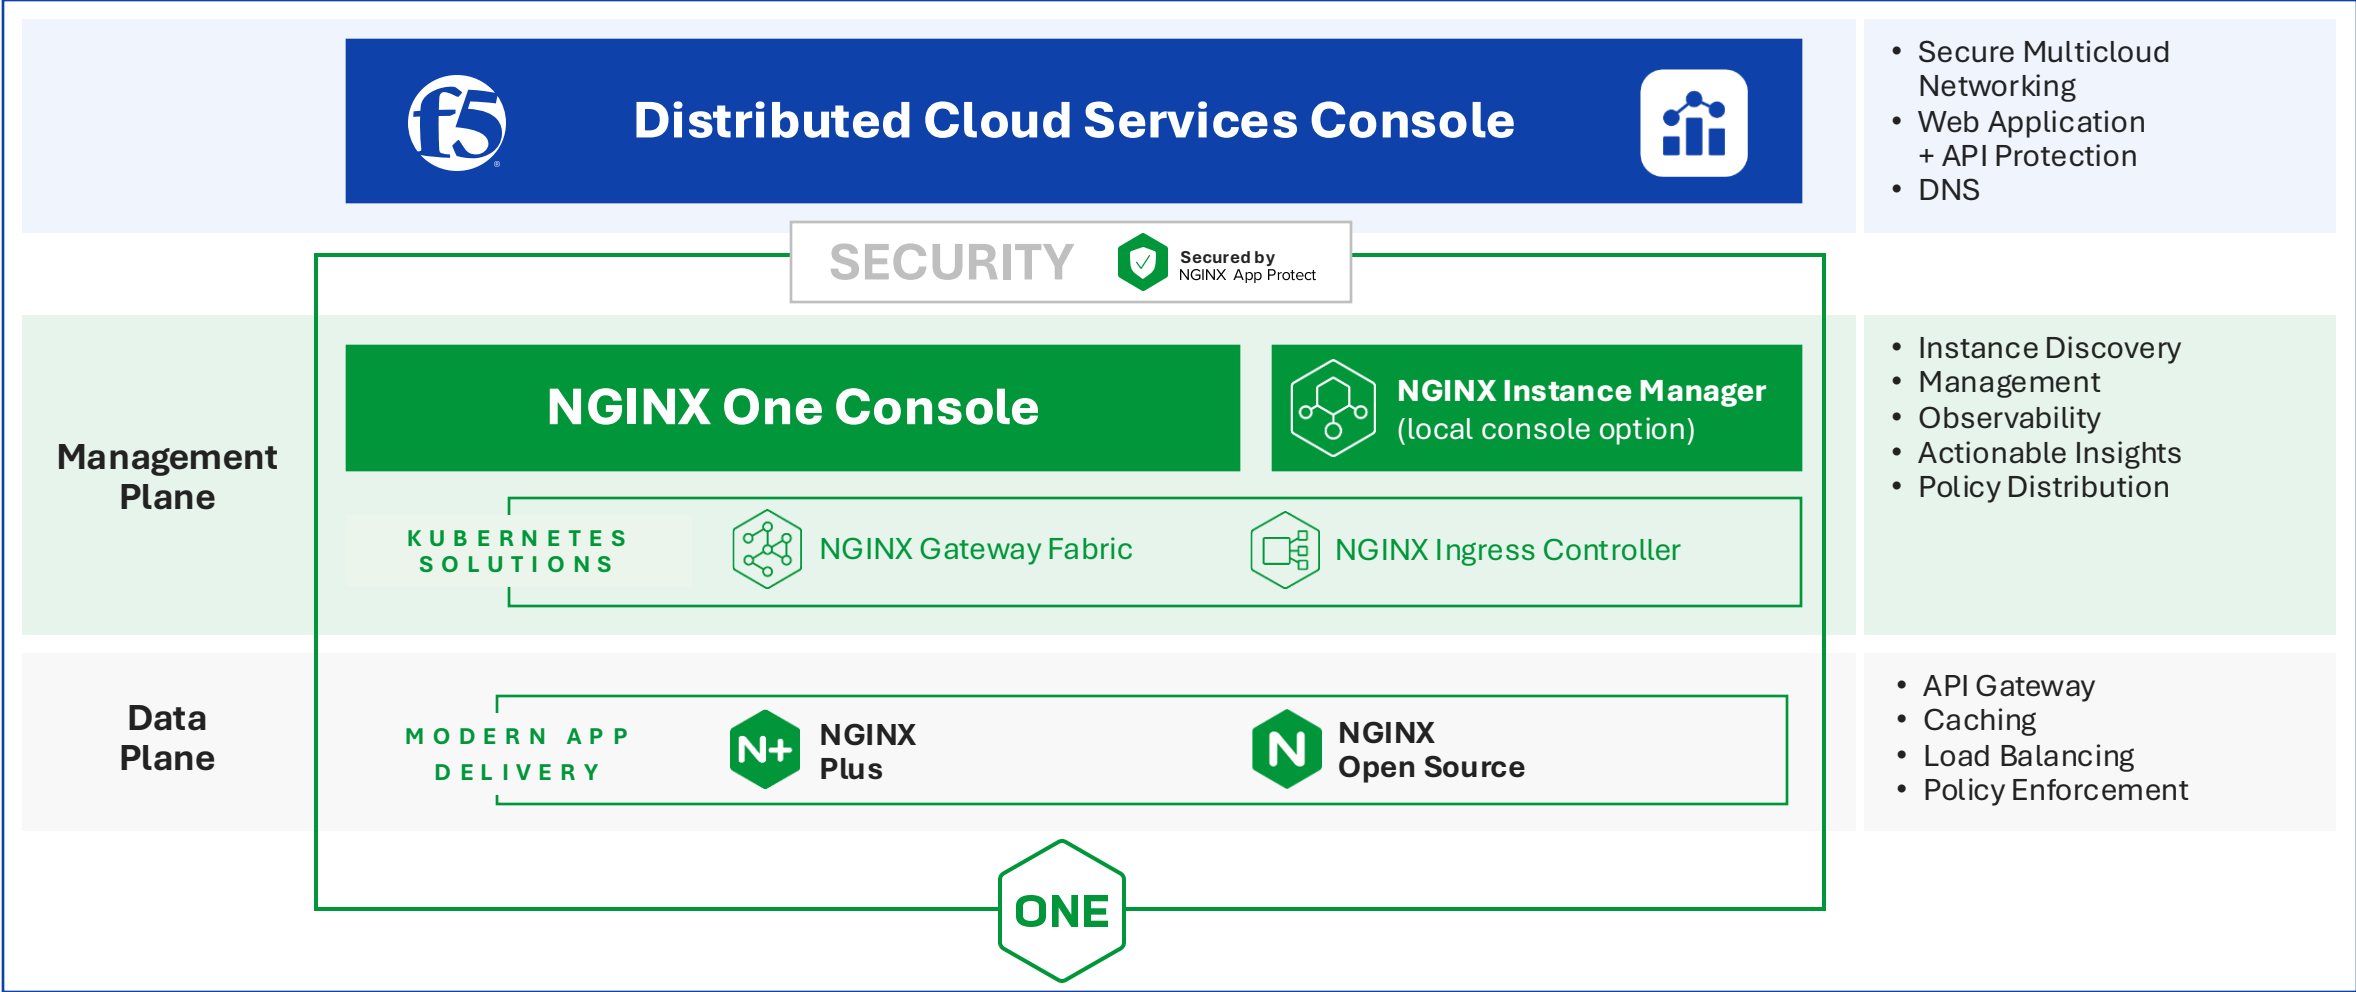 f5
Distributed Cloud Services Console
• Secure Multicloud
Networking
• Web Application
+ API Protection
• DNS
SECURITY
Secured by
NGINX App Protect
Management
Plane
NGINX One Console
NGINX Instance Manager
(local console option)
KUBERNETES
SOLUTIONS
NGINX Gateway Fabric
NGINX Ingress Controller
• Instance Discovery
• Management
• Observability
• Actionable Insights
• Policy Distribution
Data
Plane
MODERN APP
DELIVERY
N+
NGINX
Plus
N
NGINX
Open Source
• API Gateway
• Caching
• Load Balancing
• Policy Enforcement
ONE